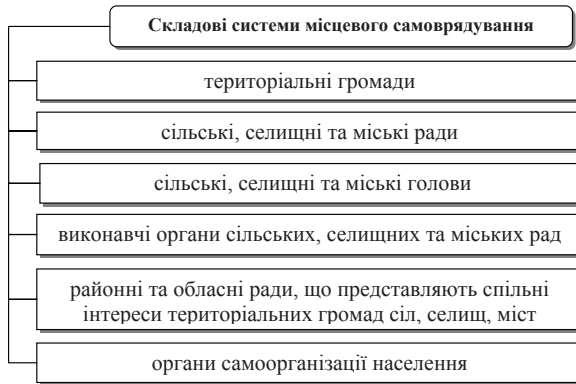 Складові системи місцевого самоврядування
територіальні громади
сільські, селищні та міські ради
сільські, селищні та міські голови
виконавчі органи сільських, селищних та міських рад
районні та обласні ради, що представляють спільні
інтереси територіальних громад сіл, селищ, міст
органи самоорганізації населення